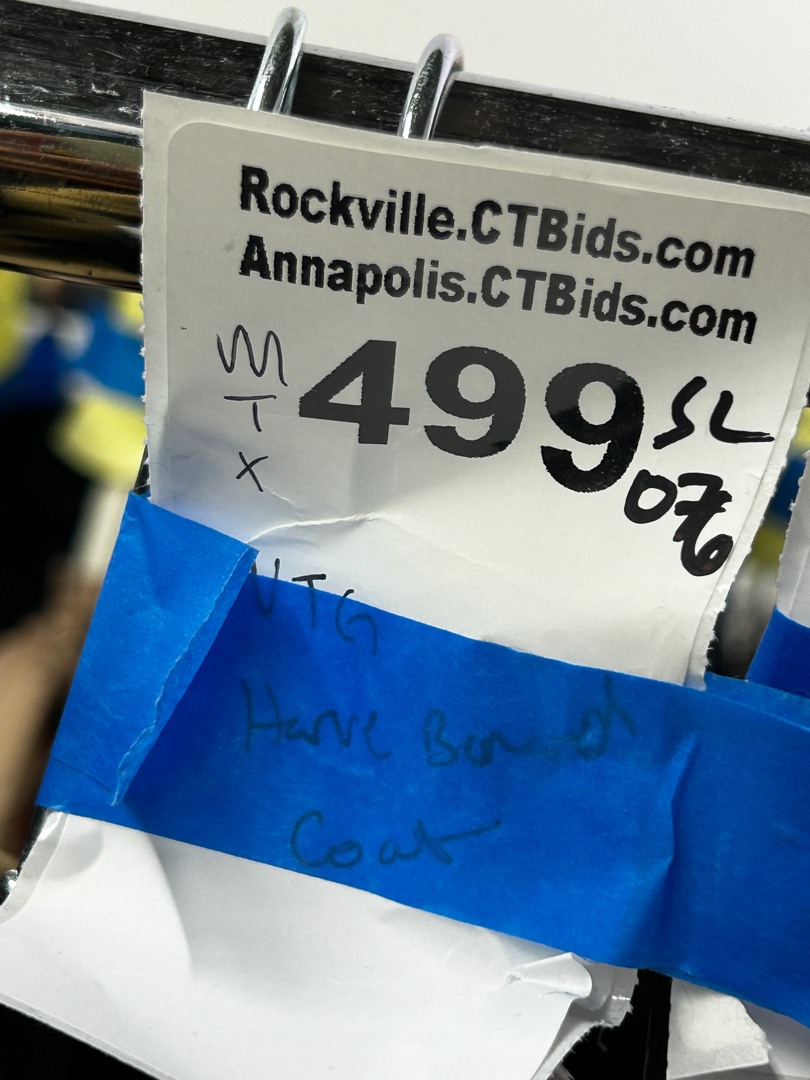 Rockville.CTBids.com
Annapolis.CTBids.com
M
T
X
499
SL
076
VTG
Harve Benard
Coat